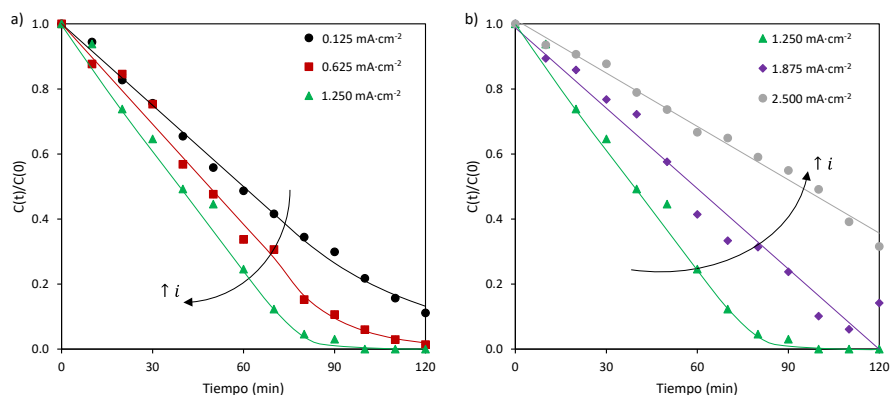 a)
1.0
0.8
0.6
0.4
0.2
0.0
C(t)/C(0)
0.125 mA·cm⁻²
0.625 mA·cm⁻²
1.250 mA·cm⁻²
↑ i
0 30 60 90 120
Tiempo (min)
b)
1.0
0.8
0.6
0.4
0.2
0.0
C(t)/C(0)
1.250 mA·cm⁻²
1.875 mA·cm⁻²
2.500 mA·cm⁻²
↑ i
0 30 60 90 120
Tiempo (min)